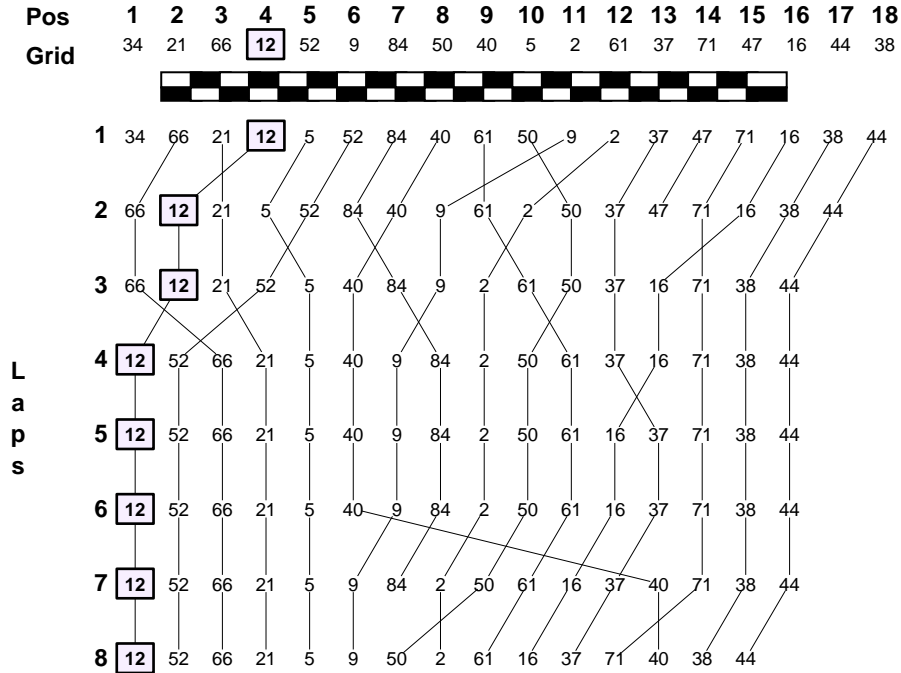 Pos 1 2 3 4 5 6 7 8 9 10 11 12 13 14 15 16 17 18
Grid 34 21 66 12 52 9 84 50 40 5 2 61 37 71 47 16 44 38
1 34 66 21 12 5 52 84 40 61 50 9 2 37 47 71 16 38 44
2 66 12 21 5 52 84 40 9 61 2 50 37 47 71 16 38 44
3 66 12 21 52 5 40 84 9 2 61 50 37 16 71 38 44
4 12 52 66 21 5 40 9 84 2 50 61 37 16 71 38 44
5 12 52 66 21 5 40 9 84 2 50 61 16 37 71 38 44
6 12 52 66 21 5 40 9 84 2 50 61 16 37 71 38 44
7 12 52 66 21 5 9 84 2 50 61 16 37 40 71 38 44
8 12 52 66 21 5 9 50 2 61 16 37 71 40 38 44
L
a
p
s